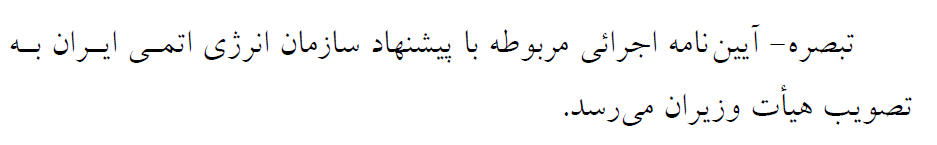 تبصره- آیین‌نامه اجرائی مربوطه با پیشنهاد سازمان انرژی اتمی ایران به
تصویب هیأت وزیران می‌رسد.